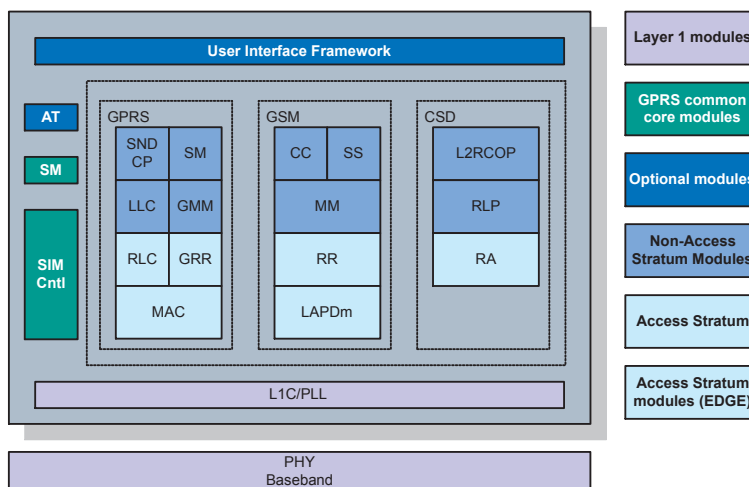 User Interface Framework
AT
SM
SIM
Cntl
GPRS
SND
CP
SM
LLC
GMM
RLC
GRR
MAC
GSM
CC
SS
MM
RR
LAPDm
CSD
L2RCOP
RLP
RA
L1C/PLL
PHY
Baseband
Layer 1 modules
GPRS common
core modules
Optional modules
Non-Access
Stratum Modules
Access Stratum
Access Stratum
modules (EDGE)